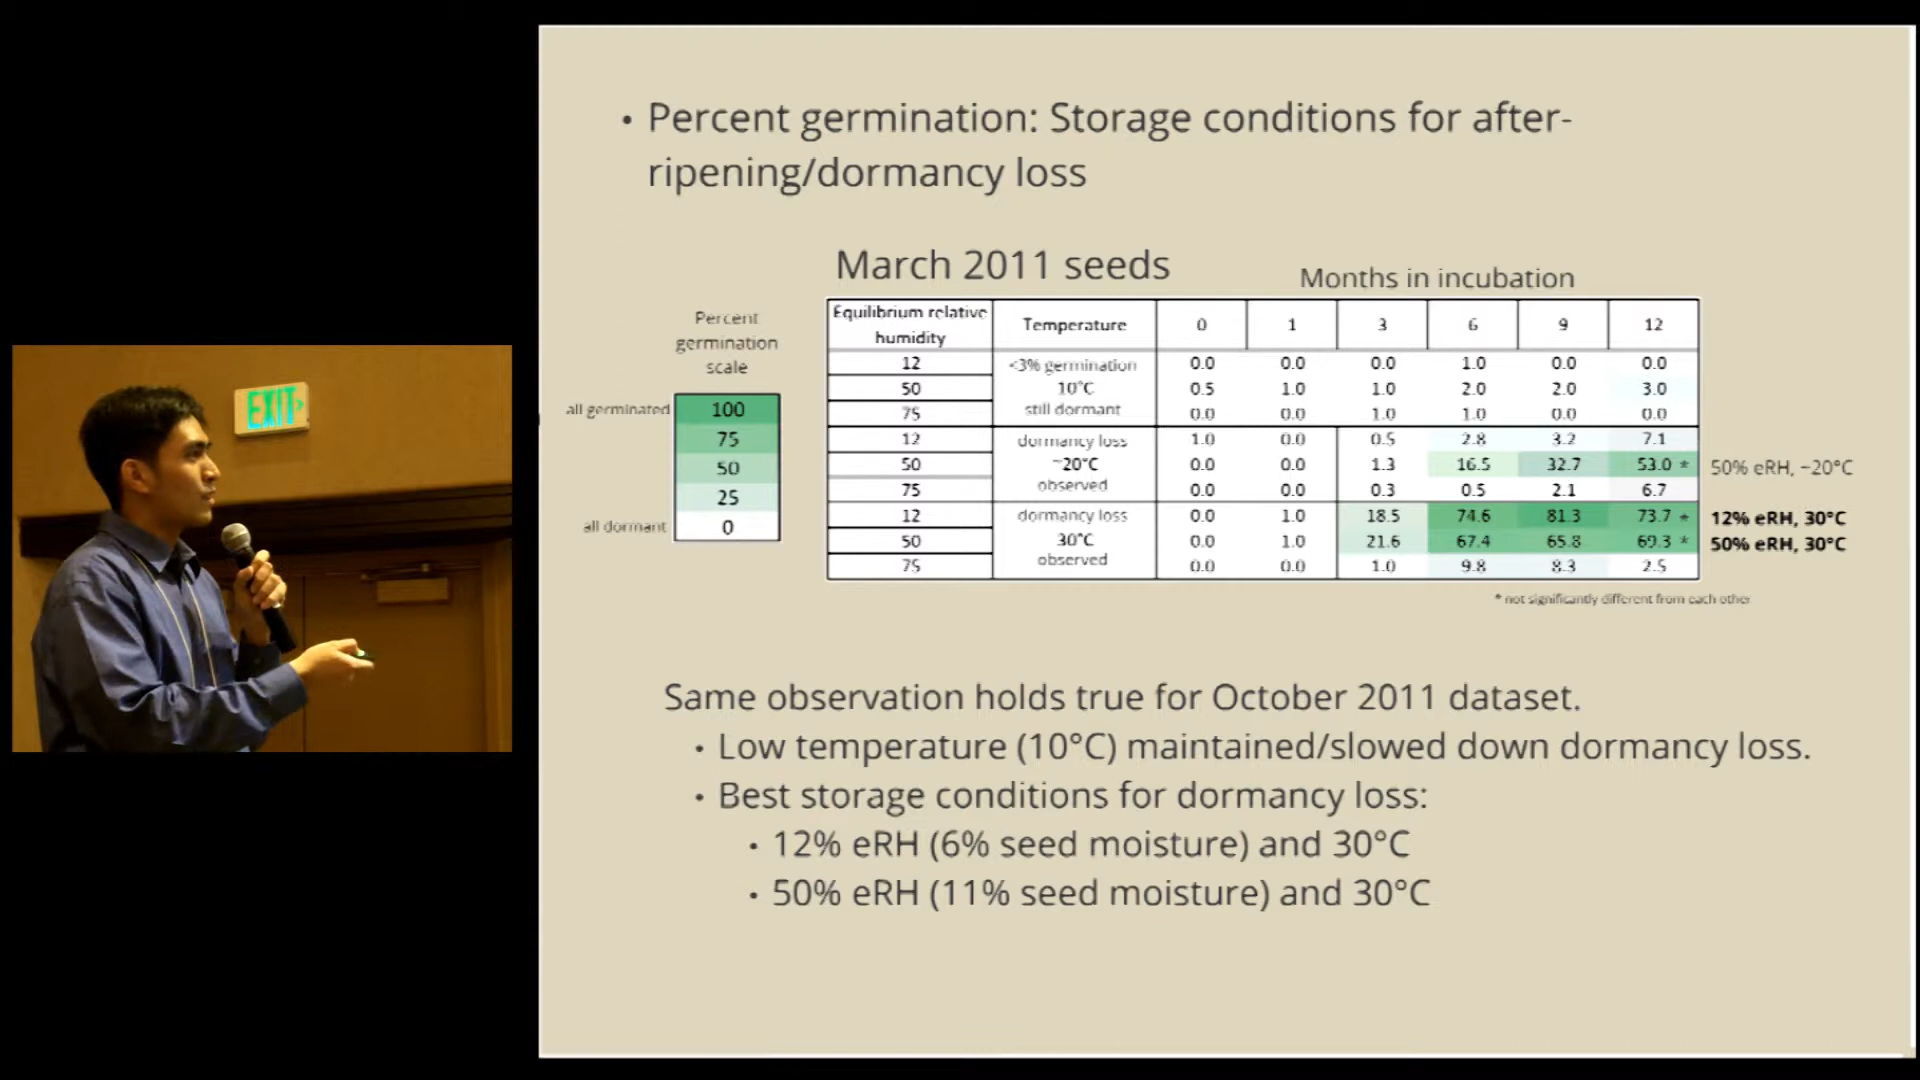 • Percent germination: Storage conditions for after-
ripening/dormancy loss
March 2011 seeds
Months in incubation
Percent
germination
scale
all germinated 100
75
50
25
all dormant 0
Equilibrium relative
humidity
Temperature 0 1 3 6 9 12
12 <3% germination 0.0 0.0 0.0 1.0 0.0 0.0
50 10°C 0.5 1.0 1.0 2.0 2.0 3.0
75 still dormant 0.0 0.0 1.0 1.0 0.0 0.0
12 dormancy loss 1.0 0.0 0.5 2.8 3.2 7.1
50 ~20°C 0.0 0.0 1.3 16.5 32.7 53.0 * 50% eRH, ~20°C
75 observed 0.0 0.0 0.3 0.5 2.1 6.7
12 dormancy loss 0.0 1.0 18.5 74.6 81.3 73.7 * 12% eRH, 30°C
50 30°C 0.0 1.0 21.6 67.4 65.8 69.3 * 50% eRH, 30°C
75 observed 0.0 0.0 1.0 9.8 8.3 2.5
* not significantly different from each other
EXIT
Same observation holds true for October 2011 dataset.
• Low temperature (10°C) maintained/slowed down dormancy loss.
• Best storage conditions for dormancy loss:
• 12% eRH (6% seed moisture) and 30°C
• 50% eRH (11% seed moisture) and 30°C